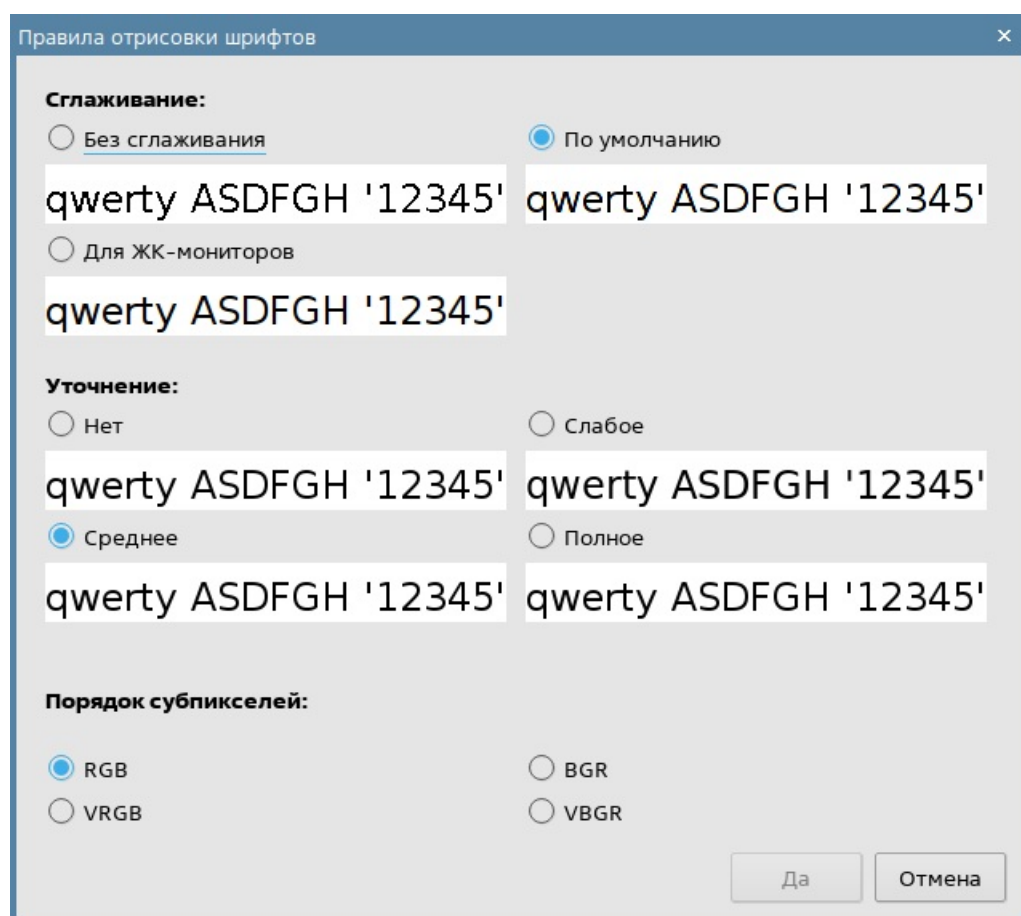 Правила отрисовки шрифтов ×
Сглаживание:
Без сглаживания По умолчанию
qwerty ASDFGH '12345' qwerty ASDFGH '12345'
Для ЖК-мониторов
qwerty ASDFGH '12345'
Уточнение:
Нет Слабое
qwerty ASDFGH '12345' qwerty ASDFGH '12345'
Среднее Полное
qwerty ASDFGH '12345' qwerty ASDFGH '12345'
Порядок субпикселей:
RGB BGR
VRGB VBGR
Да Отмена